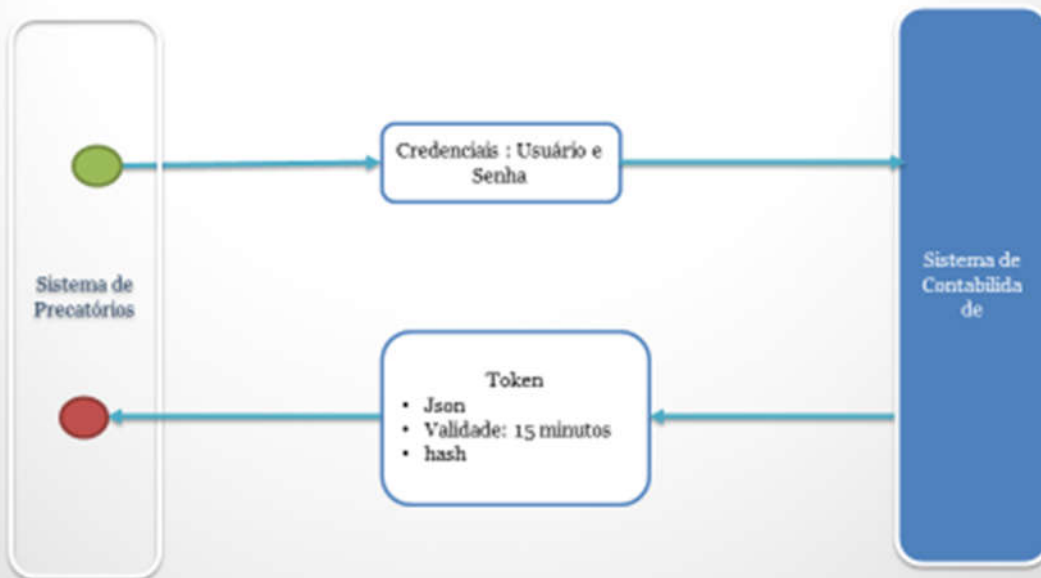 Credenciais : Usuário e
Senha
Sistema de
Precatórios
Sistema de
Contabilida
de
Token
• Json
• Validade: 15 minutos
• hash